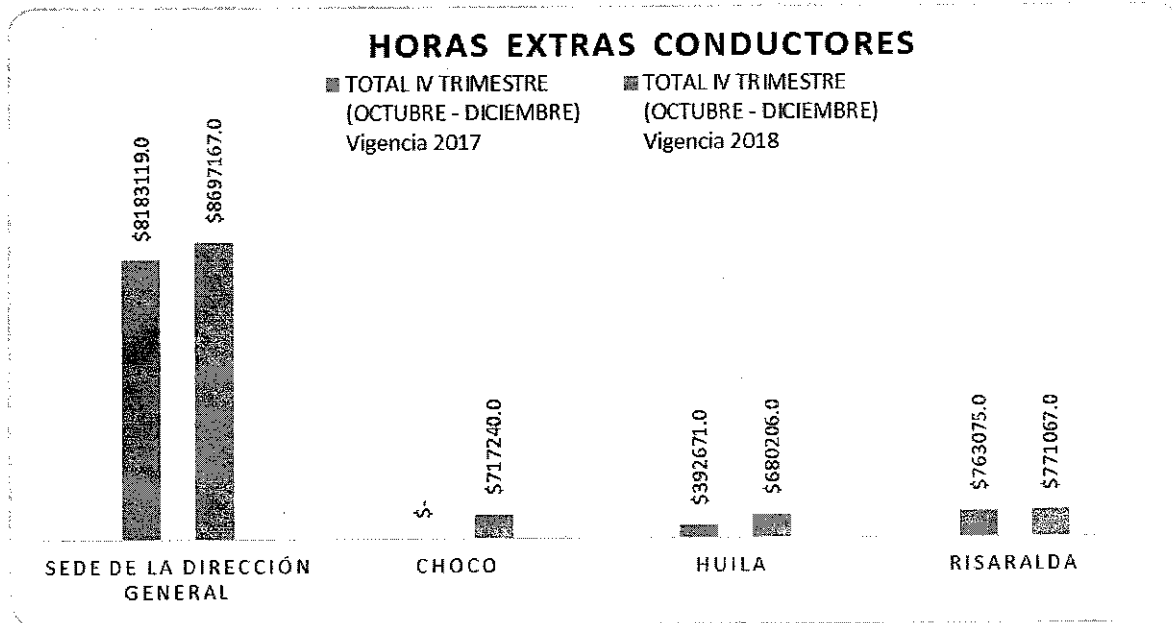 HORAS EXTRAS CONDUCTORES
TOTAL IV TRIMESTRE
(OCTUBRE - DICIEMBRE)
Vigencia 2017
TOTAL IV TRIMESTRE
(OCTUBRE - DICIEMBRE)
Vigencia 2018
$8183119.0
$8697167.0
$-
$717240.0
$392671.0
$680206.0
$763075.0
$771067.0
SEDE DE LA DIRECCIÓN
GENERAL
CHOCO
HUILA
RISARALDA